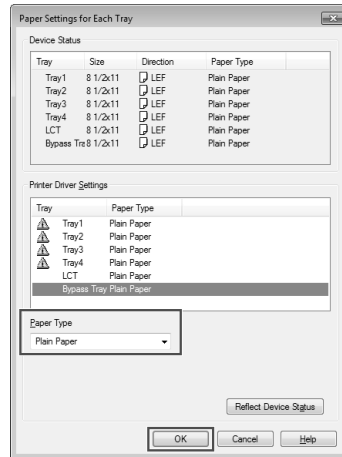 Paper Settings for Each Tray
Device Status
Tray Size Direction Paper Type
Tray1 8 1/2x11 LEF Plain Paper
Tray2 8 1/2x11 LEF Plain Paper
Tray3 8 1/2x11 LEF Plain Paper
Tray4 8 1/2x11 LEF Plain Paper
LCT 8 1/2x11 LEF Plain Paper
Bypass Tra 8 1/2x11 LEF Plain Paper
Printer Driver Settings
Tray Paper Type
Tray1 Plain Paper
Tray2 Plain Paper
Tray3 Plain Paper
Tray4 Plain Paper
LCT Plain Paper
Bypass Tray Plain Paper
Paper Type
Plain Paper
Reflect Device Status
OK Cancel Help